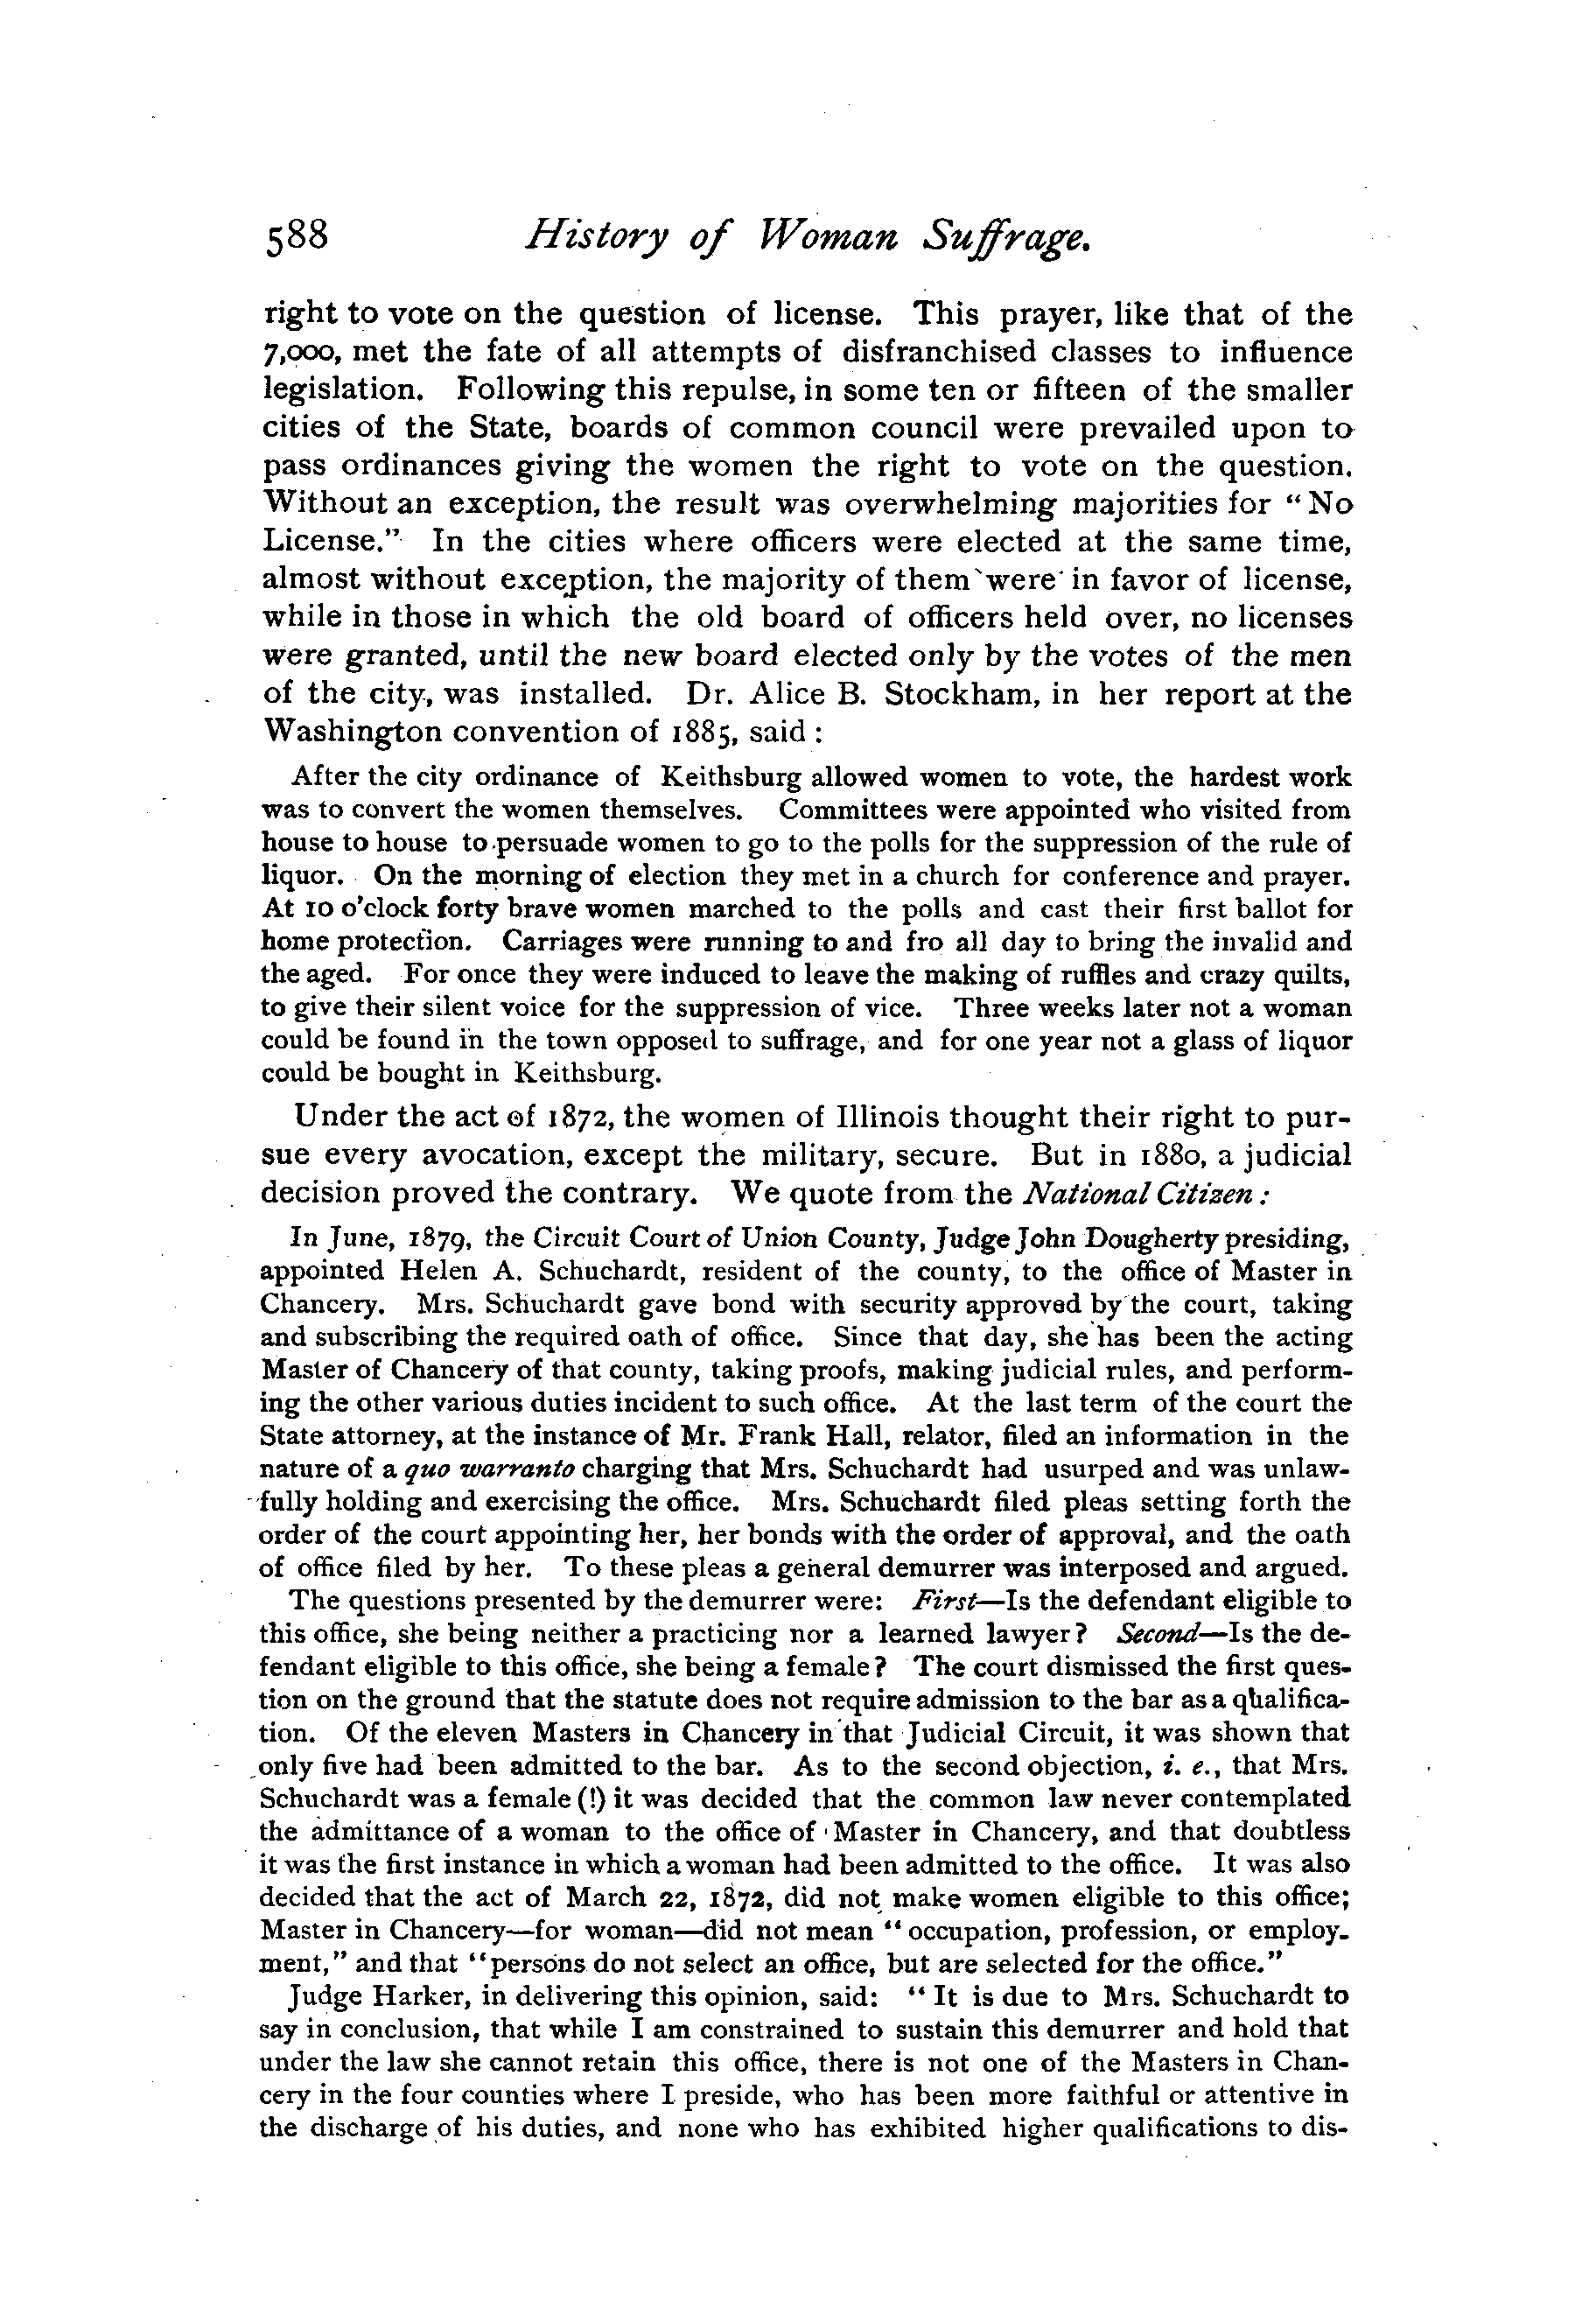 588 History of Woman Suffrage.
right to vote on the question of license. This prayer, like that of the
7,000, met the fate of all attempts of disfranchised classes to influence
legislation. Following this repulse, in some ten or fifteen of the smaller
cities of the State, boards of common council were prevailed upon to
pass ordinances giving the women the right to vote on the question.
Without an exception, the result was overwhelming majorities for " No
License." In the cities where officers were elected at the same time,
almost without exception, the majority of them were in favor of license,
while in those in which the old board of officers held over, no licenses
were granted, until the new board elected only by the votes of the men
of the city, was installed. Dr. Alice B. Stockham, in her report at the
Washington convention of 1885, said :
After the city ordinance of Keithsburg allowed women to vote, the hardest work
was to convert the women themselves. Committees were appointed who visited from
house to house to persuade women to go to the polls for the suppression of the rule of
liquor. On the morning of election they met in a church for conference and prayer.
At 10 o'clock forty brave women marched to the polls and cast their first ballot for
home protection. Carriages were running to and fro all day to bring the invalid and
the aged. For once they were induced to leave the making of ruffles and crazy quilts,
to give their silent voice for the suppression of vice. Three weeks later not a woman
could be found in the town opposed to suffrage, and for one year not a glass of liquor
could be bought in Keithsburg.
Under the act of 1872, the women of Illinois thought their right to pur-
sue every avocation, except the military, secure. But in 1880, a judicial
decision proved the contrary. We quote from the National Citizen :
In June, 1879, the Circuit Court of Union County, Judge John Dougherty presiding,
appointed Helen A. Schuchardt, resident of the county, to the office of Master in
Chancery. Mrs. Schuchardt gave bond with security approved by the court, taking
and subscribing the required oath of office. Since that day, she has been the acting
Master of Chancery of that county, taking proofs, making judicial rules, and perform-
ing the other various duties incident to such office. At the last term of the court the
State attorney, at the instance of Mr. Frank Hall, relator, filed an information in the
nature of a quo warranto charging that Mrs. Schuchardt had usurped and was unlaw-
fully holding and exercising the office. Mrs. Schuchardt filed pleas setting forth the
order of the court appointing her, her bonds with the order of approval, and the oath
of office filed by her. To these pleas a general demurrer was interposed and argued.
The questions presented by the demurrer were: First—Is the defendant eligible to
this office, she being neither a practicing nor a learned lawyer? Second—Is the de-
fendant eligible to this office, she being a female? The court dismissed the first ques-
tion on the ground that the statute does not require admission to the bar as a qualifica-
tion. Of the eleven Masters in Chancery in that Judicial Circuit, it was shown that
only five had been admitted to the bar. As to the second objection, i. e., that Mrs.
Schuchardt was a female (!) it was decided that the common law never contemplated
the admittance of a woman to the office of Master in Chancery, and that doubtless
it was the first instance in which a woman had been admitted to the office. It was also
decided that the act of March 22, 1872, did not make women eligible to this office;
Master in Chancery—for woman—did not mean " occupation, profession, or employ-
ment," and that "persons do not select an office, but are selected for the office."
Judge Harker, in delivering this opinion, said: " It is due to Mrs. Schuchardt to
say in conclusion, that while I am constrained to sustain this demurrer and hold that
under the law she cannot retain this office, there is not one of the Masters in Chan-
cery in the four counties where I preside, who has been more faithful or attentive in
the discharge of his duties, and none who has exhibited higher qualifications to dis-